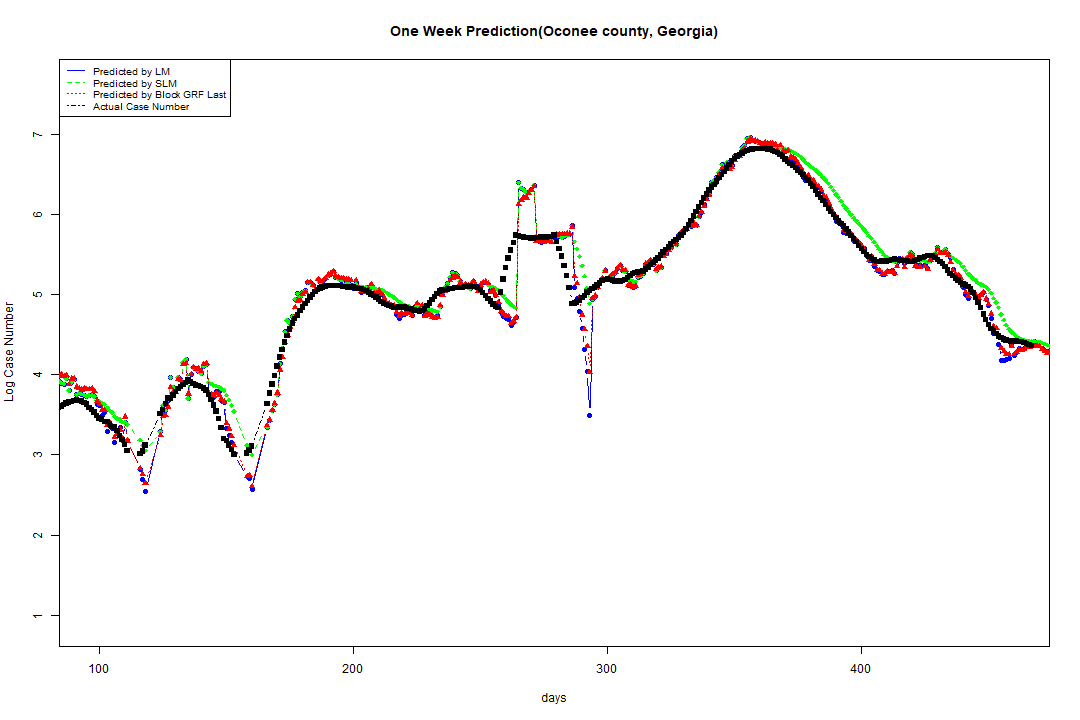 One Week Prediction(Oconee county, Georgia)
Predicted by LM
Predicted by SLM
Predicted by Block GRF Last
Actual Case Number
Log Case Number
7
6
5
4
3
2
1
100 200 300 400
days